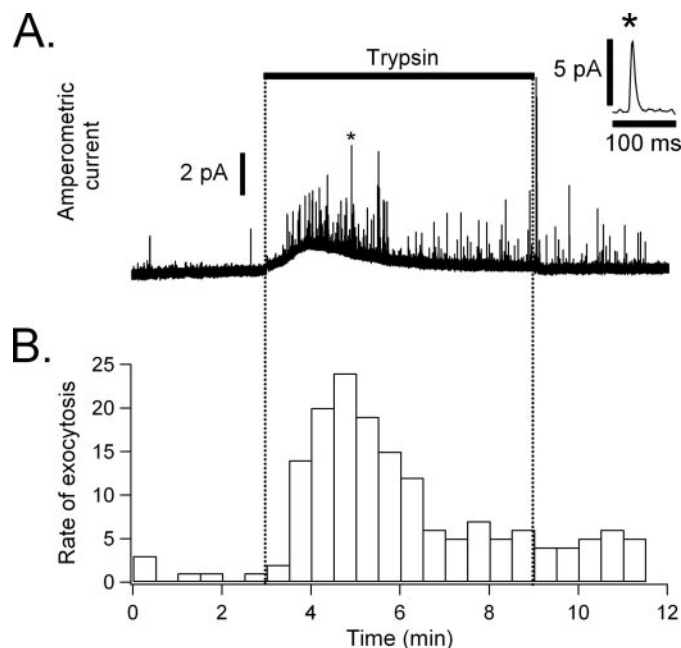 A.
*
Trypsin
5 pA
100 ms
Amperometric
current
2 pA
*
B.
Rate of exocytosis
25
20
15
10
5
0
0 2 4 6 8 10 12
Time (min)